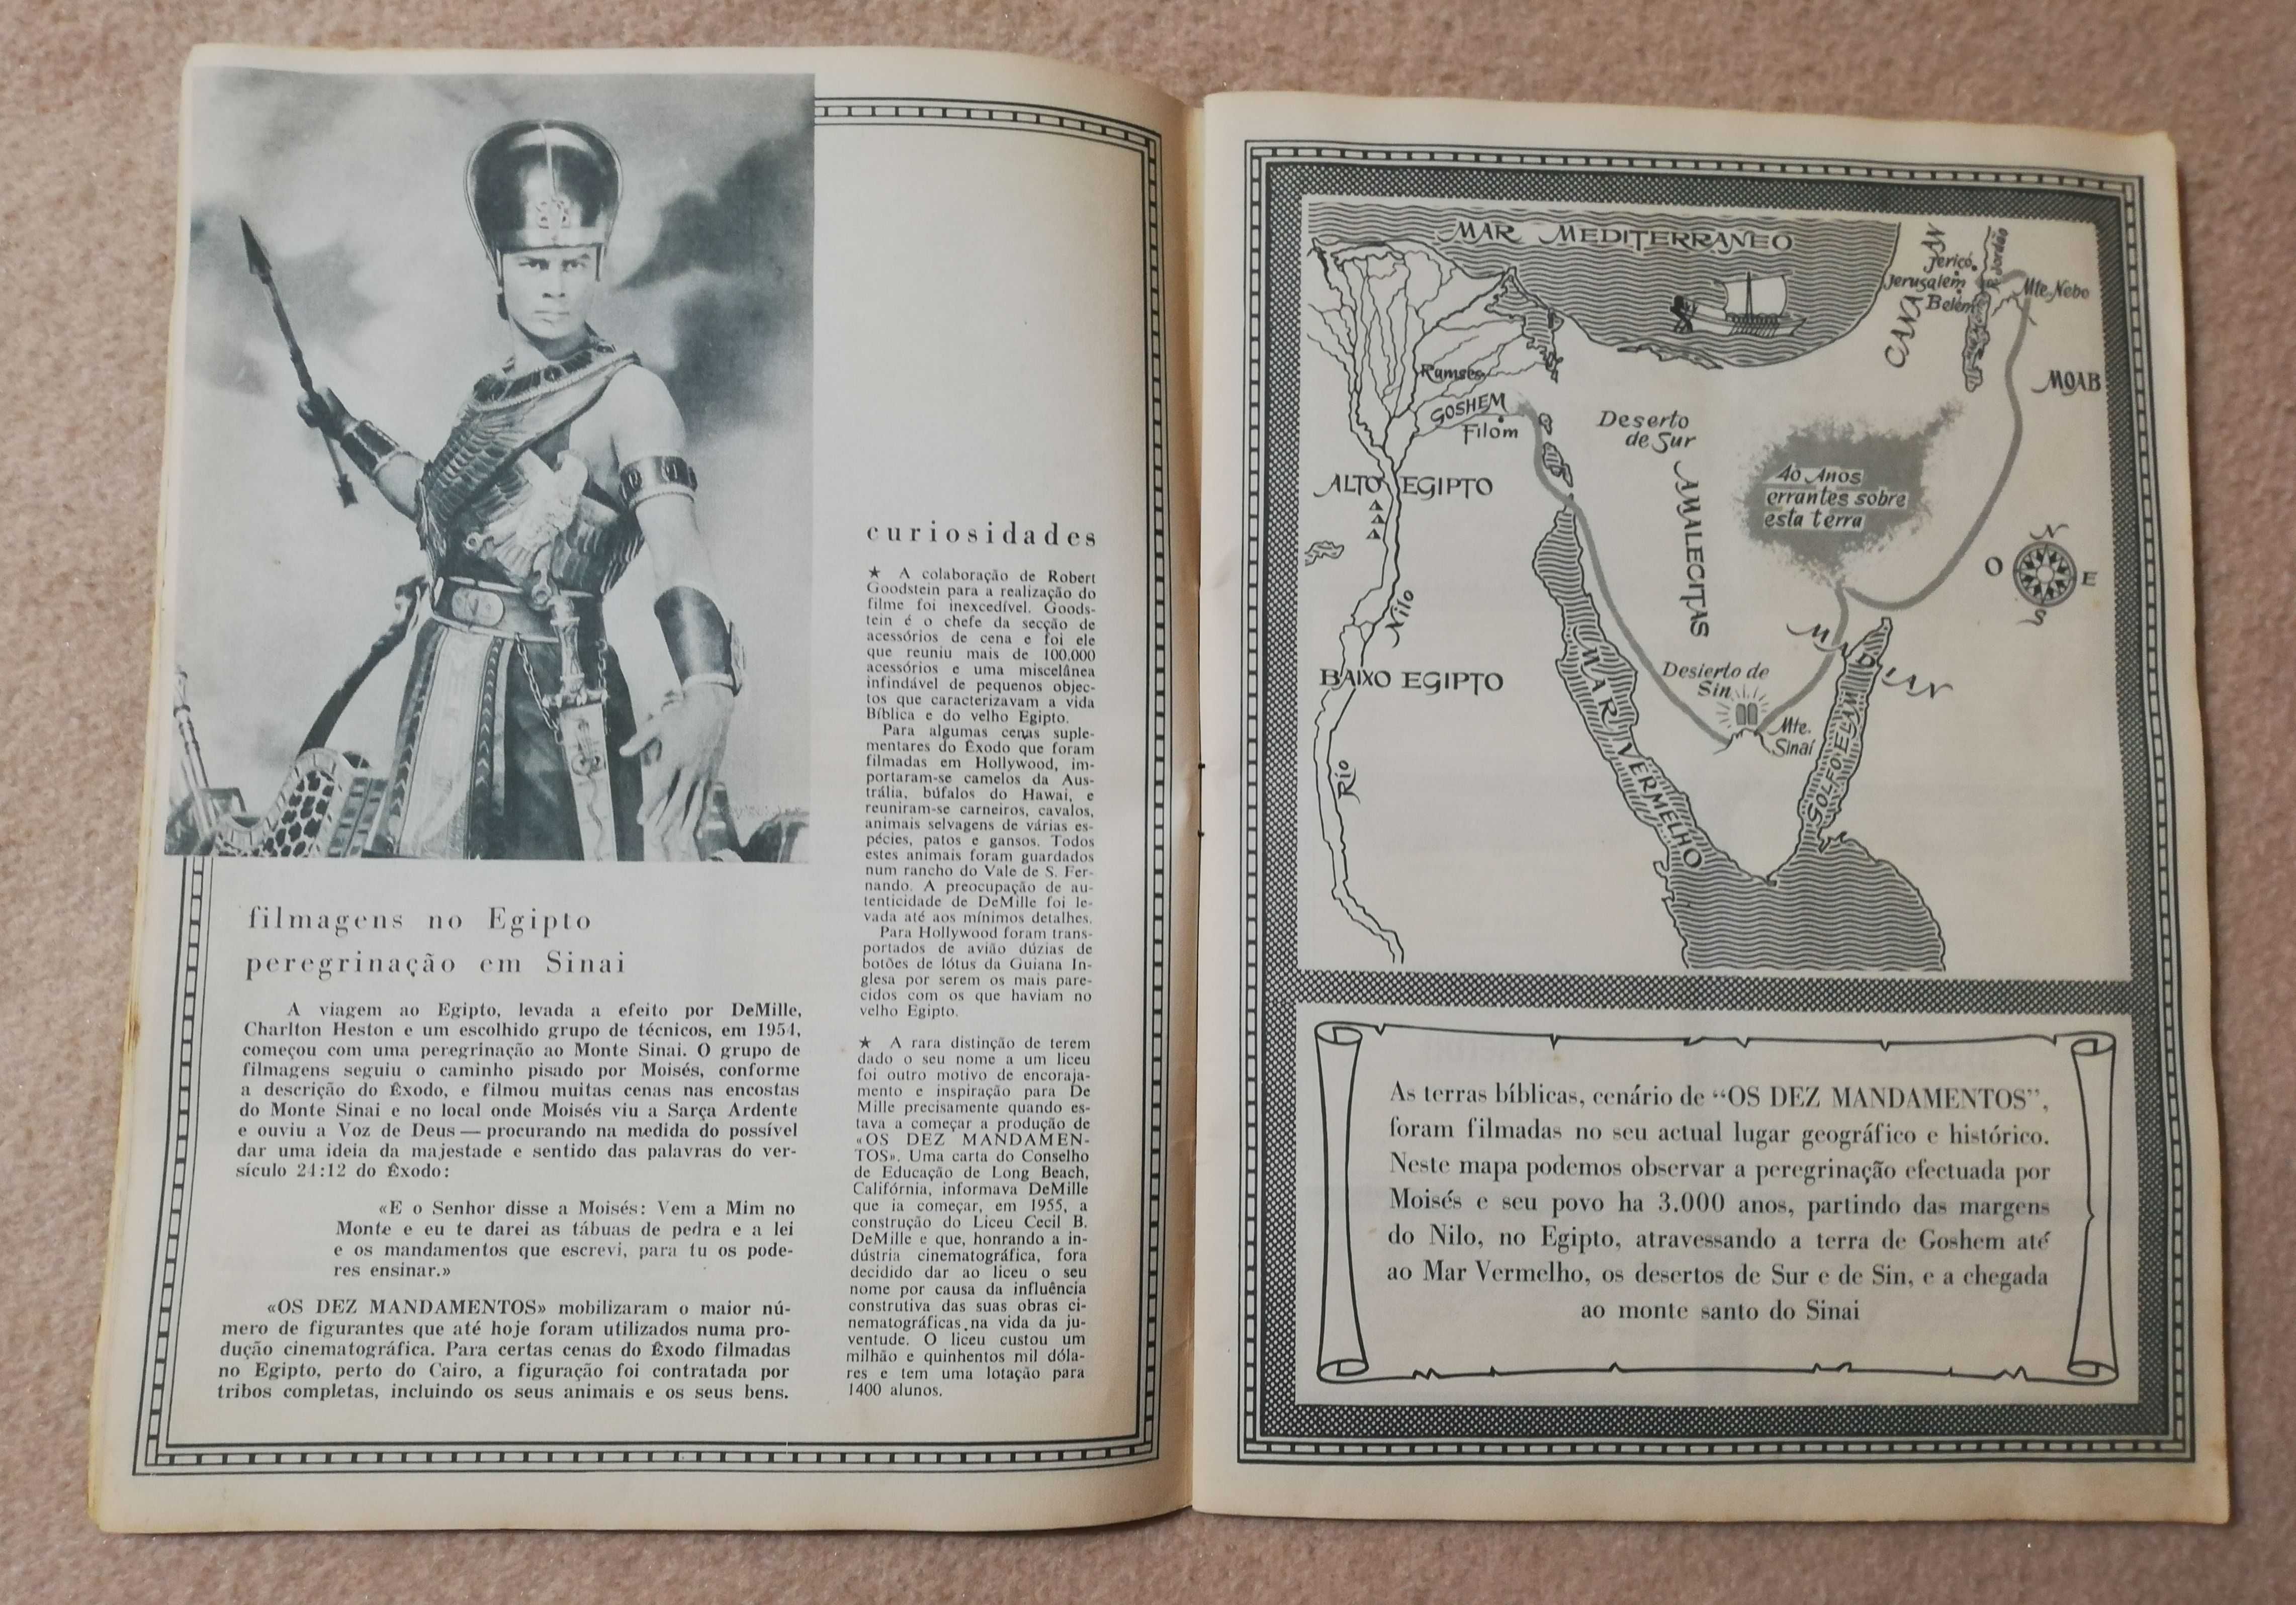 filmagens no Egipto
peregrinação em Sinai
A viagem ao Egipto, levada a efeito por DeMille,
Charlton Heston e um escolhido grupo de técnicos, em 1954,
começou com uma peregrinação ao Monte Sinai. O grupo de
filmagens seguiu o caminho pisado por Moisés, conforme
a descrição do Êxodo, e filmou muitas cenas nas encostas
do Monte Sinai e no local onde Moisés viu a Sarça Ardente
e ouviu a Voz de Deus — procurando na medida do possível
dar uma ideia da majestade e sentido das palavras do ver-
sículo 24:12 do Êxodo:
«E o Senhor disse a Moisés: Vem a Mim no
Monte e eu te darei as tábuas de pedra e a lei
e os mandamentos que escrevi, para tu os pode-
res ensinar.»
«OS DEZ MANDAMENTOS» mobilizaram o maior nú-
mero de figurantes que até hoje foram utilizados numa pro-
dução cinematográfica. Para certas cenas do Êxodo filmadas
no Egipto, perto do Cairo, a figuração foi contratada por
tribos completas, incluindo os seus animais e os seus bens.
curiosidades
★ A colaboração de Robert
Goodstein para a realização do
filme foi inexcedível. Goods-
tein é o chefe da secção de
acessórios de cena e foi ele
que reuniu mais de 100.000
acessórios e uma miscelânea
infindável de pequenos objec-
tos que caracterizavam a vida
Bíblica e do velho Egipto.
Para algumas cenas suple-
mentares do Êxodo que foram
filmadas em Hollywood, im-
portaram-se camelos da Aus-
trália, búfalos do Hawai, e
reuniram-se carneiros, cavalos,
animais selvagens de várias es-
pécies, patos e gansos. Todos
estes animais foram guardados
num rancho do Vale de S. Fer-
nando. A preocupação de au-
tenticidade de DeMille foi le-
vada até aos mínimos detalhes.
Para Hollywood foram trans-
portados de avião dúzias de
botões de lótus da Guiana In-
glesa por serem os mais pare-
cidos com os que haviam no
velho Egipto.
★ A rara distinção de terem
dado o seu nome a um liceu
foi outro motivo de encoraja-
mento e inspiração para De
Mille precisamente quando es-
tava a começar a produção de
«OS DEZ MANDAMEN-
TOS». Uma carta do Conselho
de Educação de Long Beach,
Califórnia, informava DeMille
que ia começar, em 1955, a
construção do Liceu Cecil B.
DeMille e que, honrando a in-
dústria cinematográfica, fora
decidido dar ao liceu o seu
nome por causa da influência
construtiva das suas obras ci-
nematográficas na vida da ju-
ventude. O liceu custou um
milhão e quinhentos mil dóla-
res e tem uma lotação para
1400 alunos.
MAR MEDITERRANEO
CANAAN
Jericó
Jordão
Jerusalém
Belém
Mte. Nebo
MOAB
Ramses
GOSHEM
Filom
Deserto
de Sur
AMALECITAS
40 Anos
errantes sobre
esta terra
ALTO EGIPTO
N
O
E
S
Nilo
BAIXO EGIPTO
Rio
MAR VERMELHO
Desierto de
Sin
Mte.
Sinaí
MIDIAN
GOLFO ELAM
As terras bíblicas, cenário de “OS DEZ MANDAMENTOS”,
foram filmadas no seu actual lugar geográfico e histórico.
Neste mapa podemos observar a peregrinação efectuada por
Moisés e seu povo ha 3.000 anos, partindo das margens
do Nilo, no Egipto, atravessando a terra de Goshem até
ao Mar Vermelho, os desertos de Sur e de Sin, e a chegada
ao monte santo do Sinai